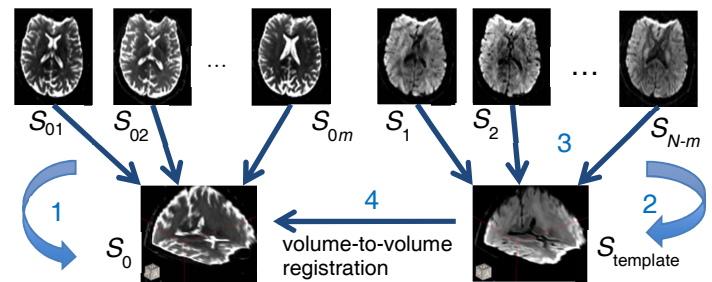 ...
...
S01
S02
S0m
S1
S2
SN-m
3
1
4
2
S0
volume-to-volume
registration
Stemplate